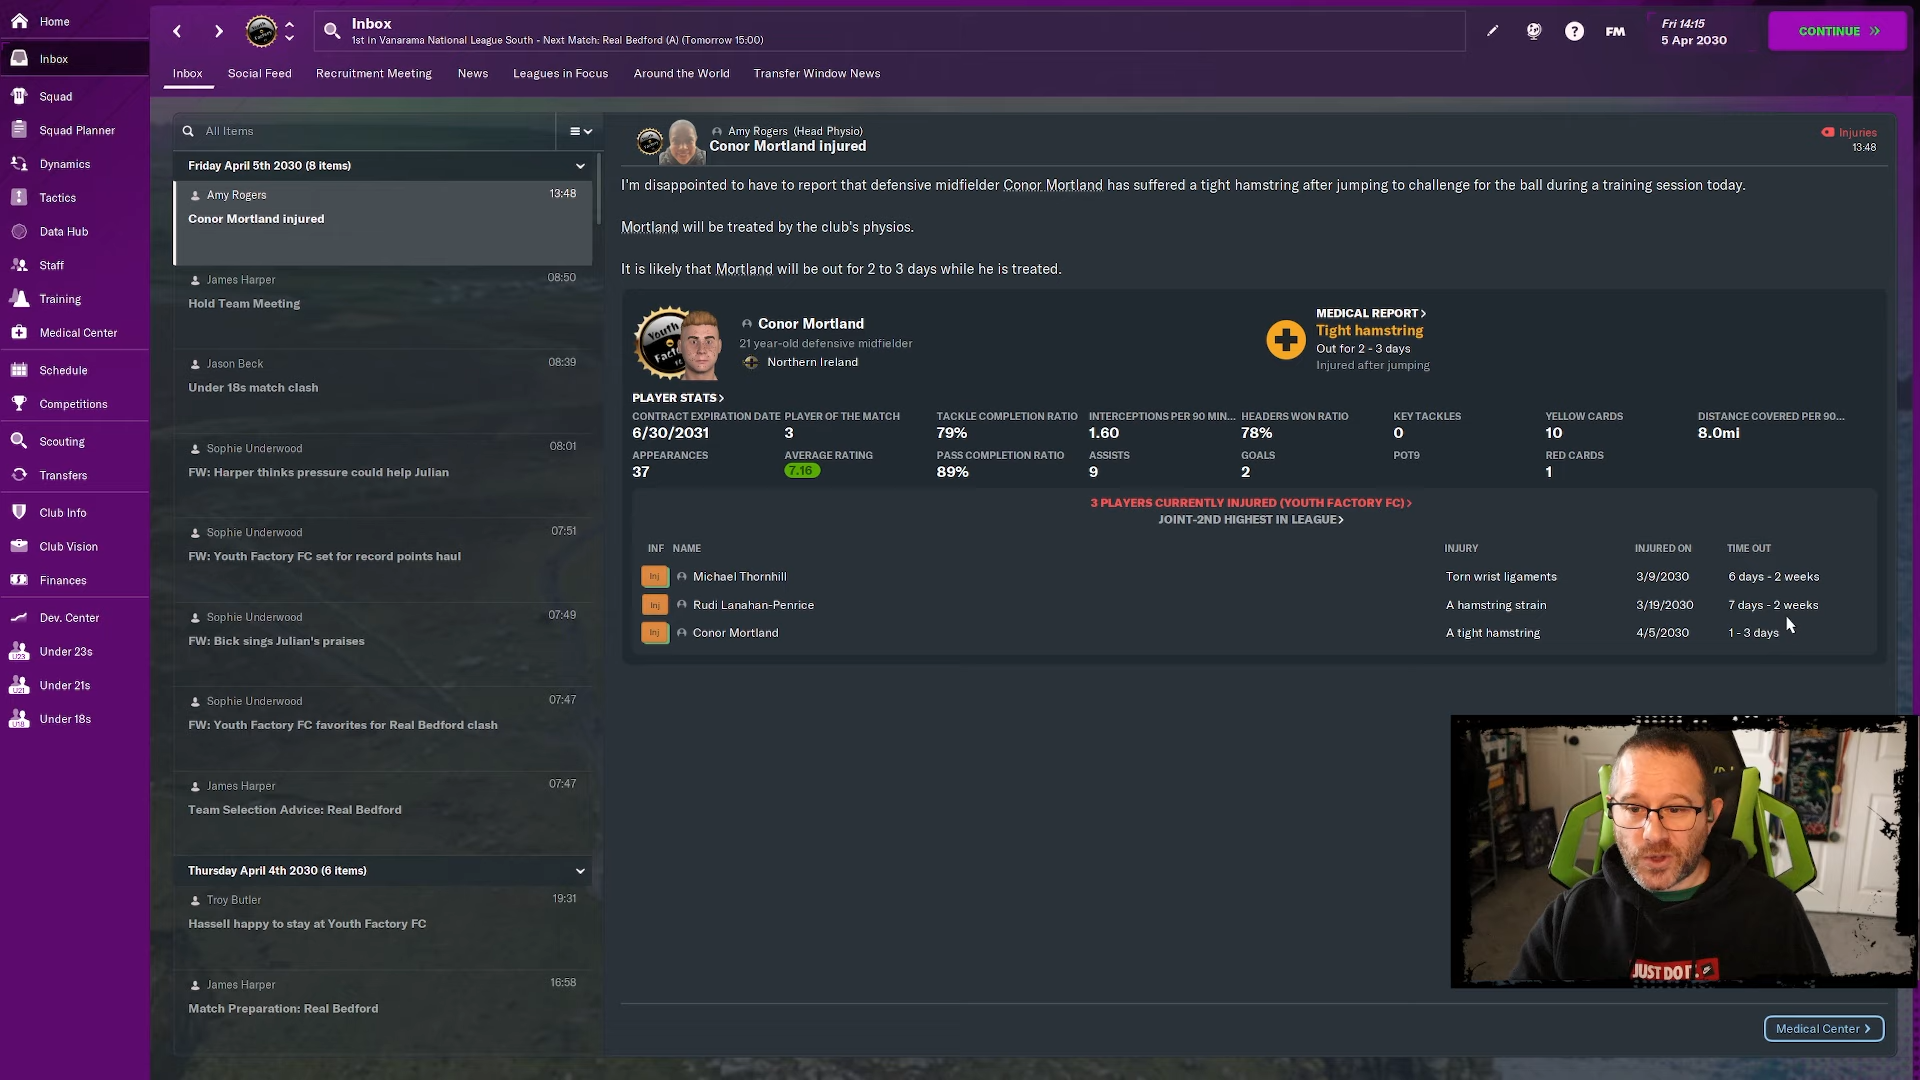 Home
Inbox
Squad
Squad Planner
Dynamics
Tactics
Data Hub
Staff
Training
Medical Center
Schedule
Competitions
Scouting
Transfers
Club Info
Club Vision
Finances
Dev. Center
Under 23s
Under 21s
Under 18s
Inbox
1st in Vanarama National League South - Next Match: Real Bedford (A) (Tomorrow 15:00)
FM
Fri 14:15
5 Apr 2030
CONTINUE
Inbox Social Feed Recruitment Meeting News Leagues in Focus Around the World Transfer Window News
All Items
Friday April 5th 2030 (8 items)
Amy Rogers 13:48
Conor Mortland injured
James Harper 08:50
Hold Team Meeting
Jason Beck 08:39
Under 18s match clash
Sophie Underwood 08:01
FW: Harper thinks pressure could help Julian
Sophie Underwood 07:51
FW: Youth Factory FC set for record points haul
Sophie Underwood 07:49
FW: Bick sings Julian's praises
Sophie Underwood 07:47
FW: Youth Factory FC favorites for Real Bedford clash
James Harper 07:47
Team Selection Advice: Real Bedford
Thursday April 4th 2030 (6 items)
Troy Butler 19:31
Hassell happy to stay at Youth Factory FC
James Harper 16:58
Match Preparation: Real Bedford
Amy Rogers (Head Physio)
Conor Mortland injured
Injuries
13:48
I'm disappointed to have to report that defensive midfielder Conor Mortland has suffered a tight hamstring after jumping to challenge for the ball during a training session today.
Mortland will be treated by the club's physios.
It is likely that Mortland will be out for 2 to 3 days while he is treated.
Conor Mortland
21 year-old defensive midfielder
Northern Ireland
MEDICAL REPORT
Tight hamstring
Out for 2 - 3 days
Injured after jumping
PLAYER STATS
CONTRACT EXPIRATION DATE PLAYER OF THE MATCH TACKLE COMPLETION RATIO INTERCEPTIONS PER 90 MIN... HEADERS WON RATIO KEY TACKLES YELLOW CARDS DISTANCE COVERED PER 90...
6/30/2031 3 79% 1.60 78% 0 10 8.0mi
APPEARANCES AVERAGE RATING PASS COMPLETION RATIO ASSISTS GOALS POT9 RED CARDS
37 7.16 89% 9 2 1
3 PLAYERS CURRENTLY INJURED (YOUTH FACTORY FC)
JOINT-2ND HIGHEST IN LEAGUE
INF NAME INJURY INJURED ON TIME OUT
Inj Michael Thornhill Torn wrist ligaments 3/9/2030 6 days - 2 weeks
Inj Rudi Lanahan-Penrice A hamstring strain 3/19/2030 7 days - 2 weeks
Inj Conor Mortland A tight hamstring 4/5/2030 1 - 3 days
JUST DO IT.
Medical Center